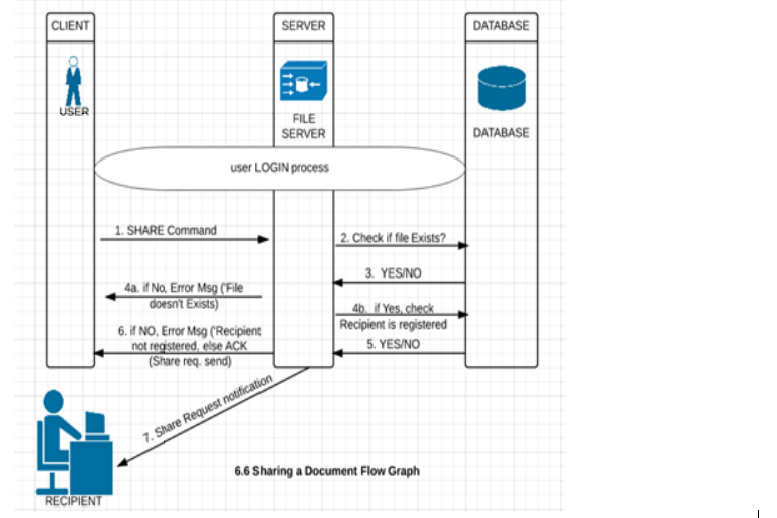 CLIENT
SERVER
DATABASE
USER
FILE
SERVER
DATABASE
user LOGIN process
1. SHARE Command
2. Check if file Exists?
3. YES/NO
4a. if No, Error Msg ('File
doesn't Exists)
4b. if Yes, check
Recipient is registered
5. YES/NO
6. if NO, Error Msg ('Recipient
not registered, else ACK
(Share req. send)
7. Share Request notification
6.6 Sharing a Document Flow Graph
RECIPIENT